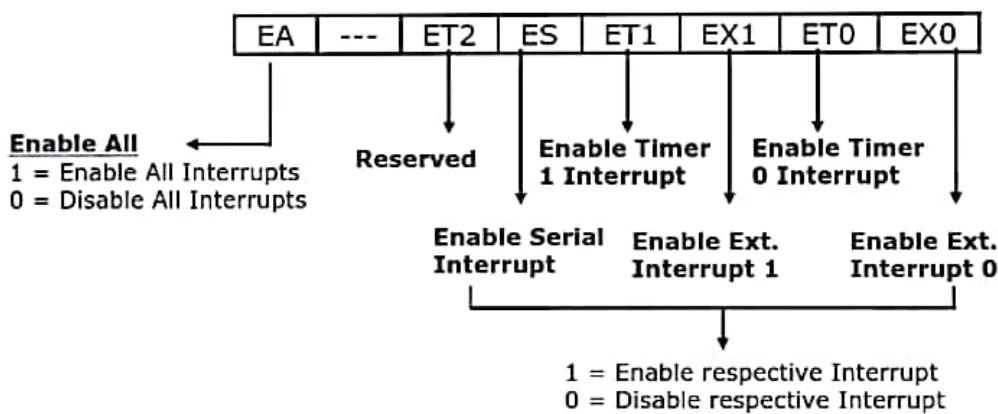 EA --- ET2 ES ET1 EX1 ET0 EX0
Enable All
1 = Enable All Interrupts
0 = Disable All Interrupts
Reserved
Enable Timer
1 Interrupt
Enable Timer
0 Interrupt
Enable Serial
Interrupt
Enable Ext.
Interrupt 1
Enable Ext.
Interrupt 0
1 = Enable respective Interrupt
0 = Disable respective Interrupt